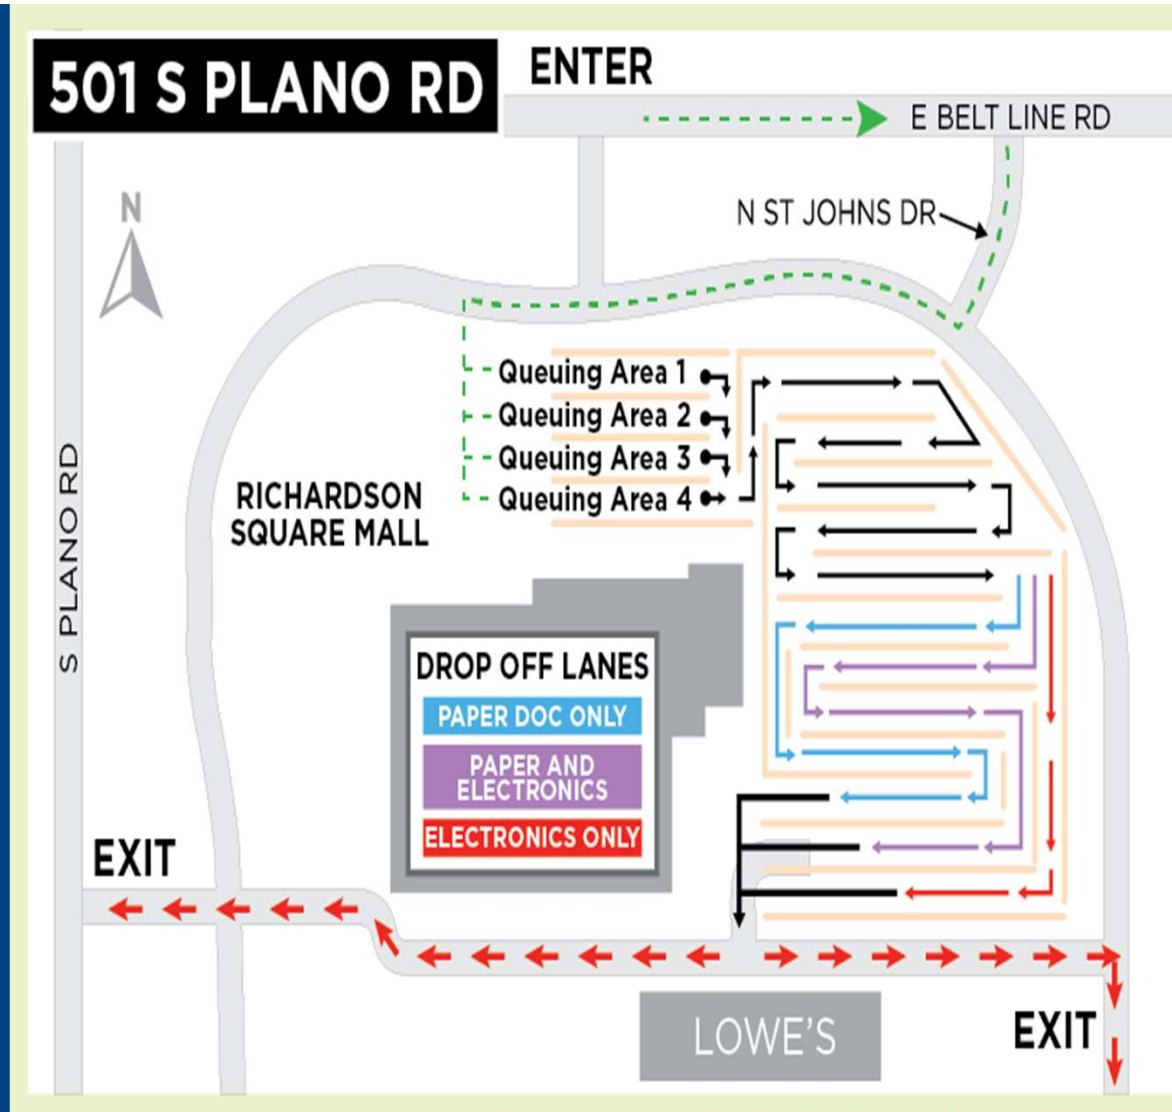 501 S PLANO RD
ENTER
E BELT LINE RD
N
N ST JOHNS DR
Queuing Area 1
Queuing Area 2
Queuing Area 3
Queuing Area 4
RICHARDSON
SQUARE MALL
S PLANO RD
DROP OFF LANES
PAPER DOC ONLY
PAPER AND
ELECTRONICS
ELECTRONICS ONLY
EXIT
LOWE'S
EXIT